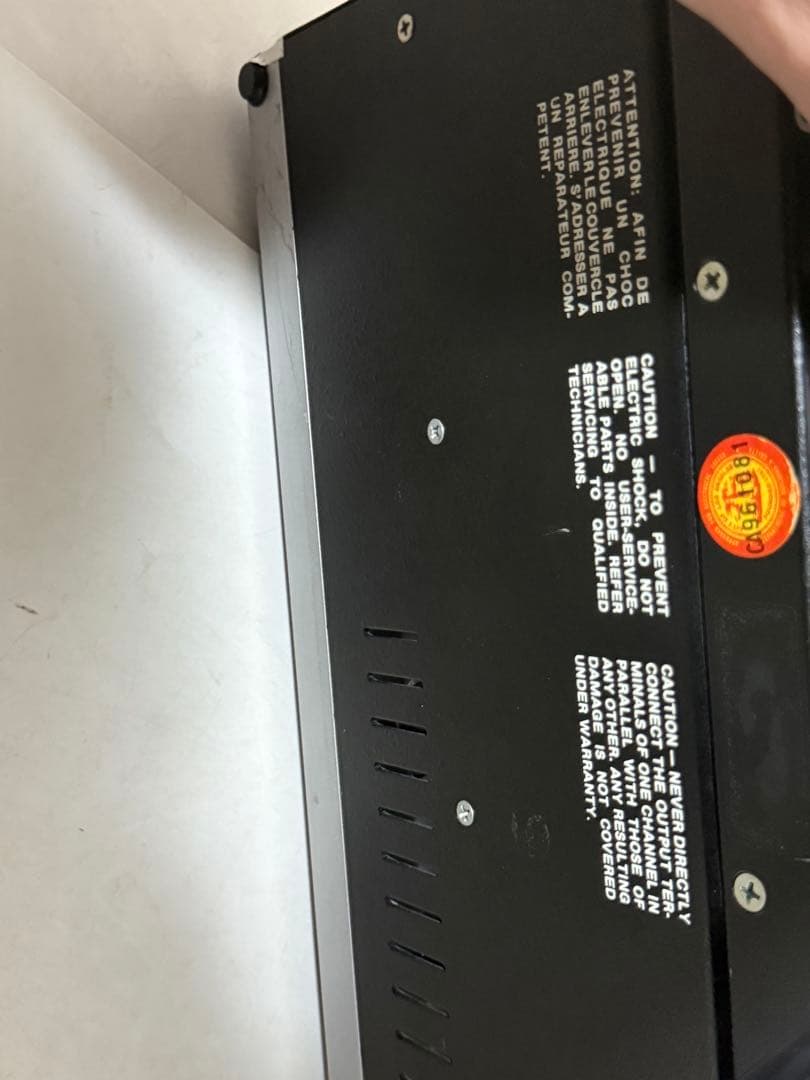 ATTENTION: AFIN DE
PREVENIR UN CHOC
ELECTRIQUE NE PAS
ENLEVER LE COUVERCLE
ARRIERE. S'ADRESSER A
UN REPARATEUR COM-
PETENT.
CAUTION — TO PREVENT
ELECTRIC SHOCK, DO NOT
OPEN. NO USER-SERVICE-
ABLE PARTS INSIDE. REFER
SERVICING TO QUALIFIED
TECHNICIANS.
CAUTION — NEVER DIRECTLY
CONNECT THE OUTPUT TER-
MINALS OF ONE CHANNEL IN
PARALLEL WITH THOSE OF
ANY OTHER. ANY RESULTING
DAMAGE IS NOT COVERED
UNDER WARRANTY.
CA961081